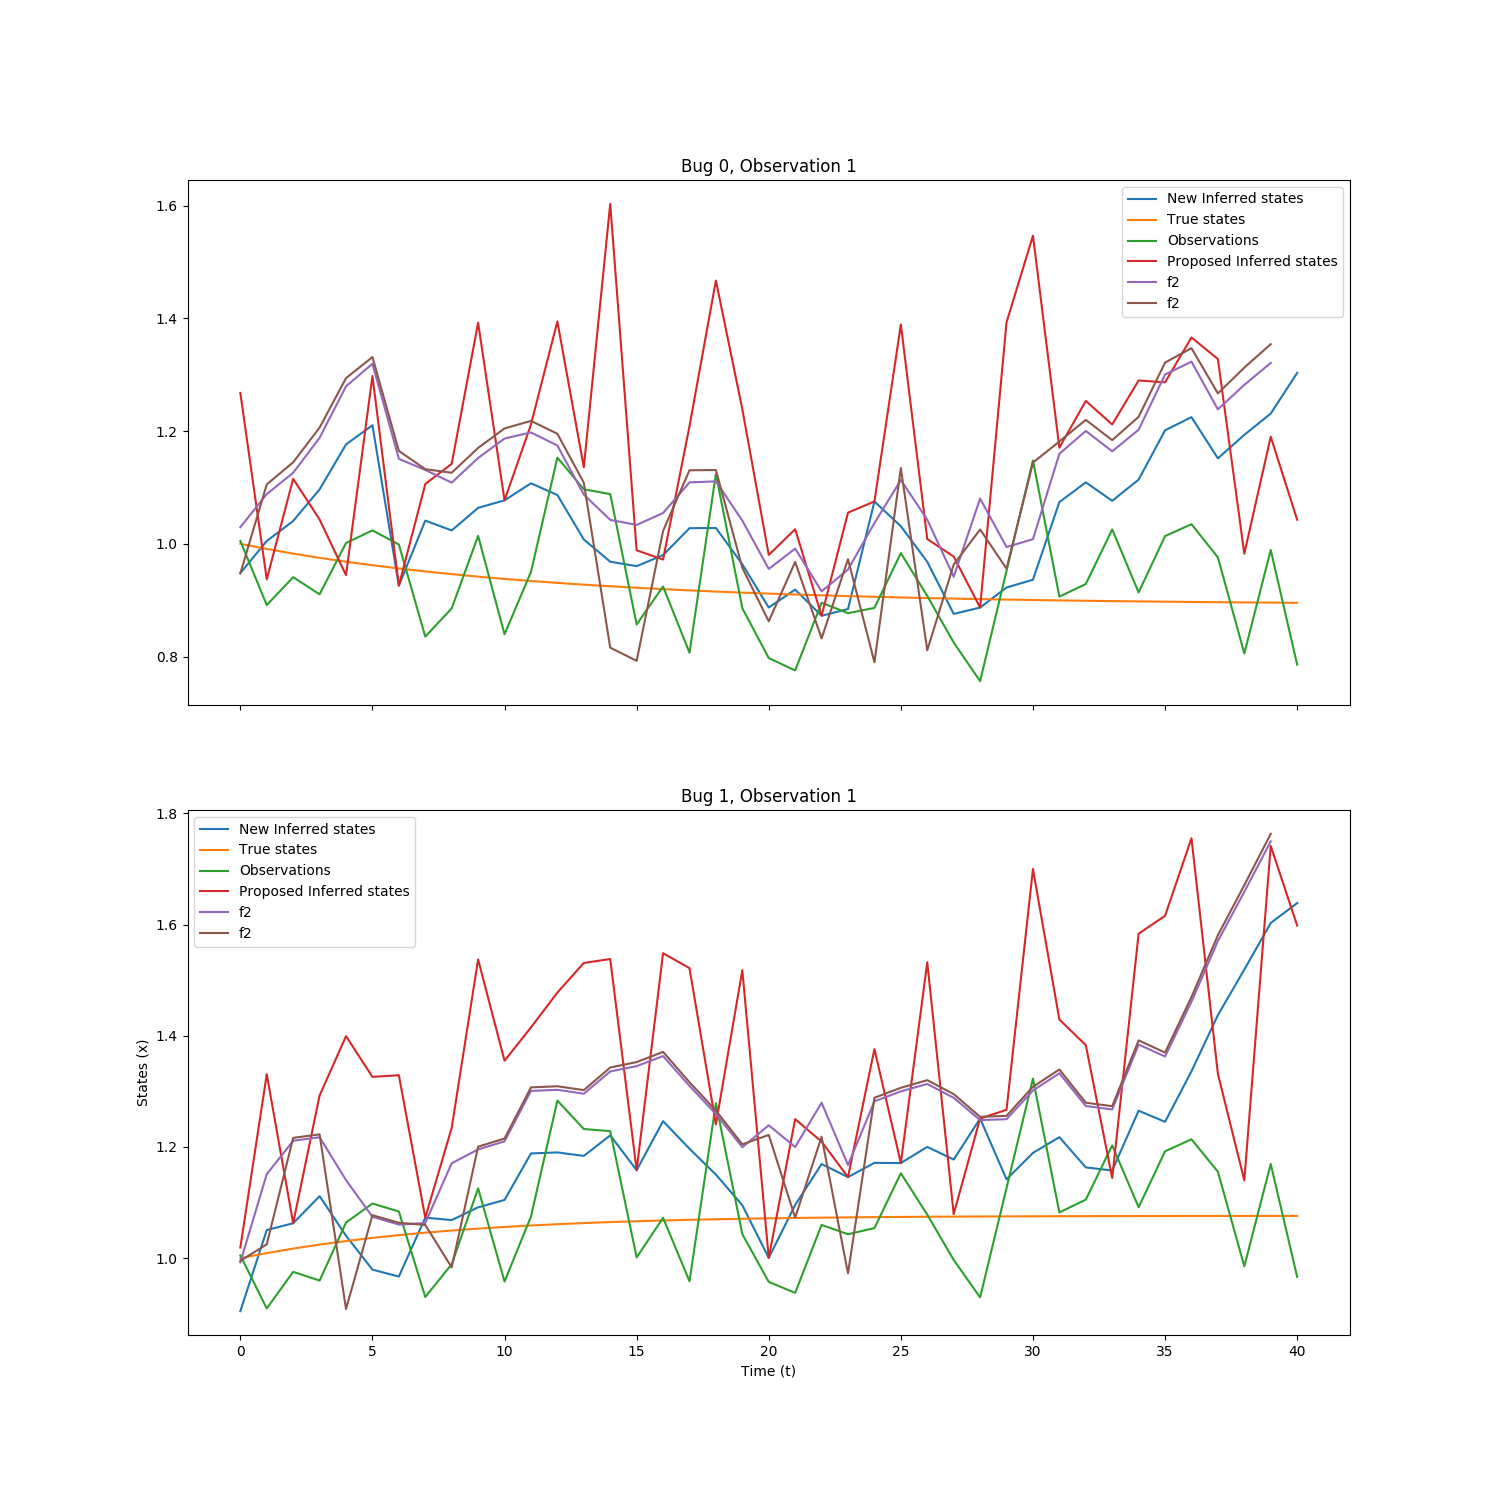 Bug 0, Observation 1
1.6
1.4
1.2
1.0
0.8
New Inferred states
True states
Observations
Proposed Inferred states
f2
f2
Bug 1, Observation 1
1.8
1.6
1.4
1.2
1.0
States (x)
New Inferred states
True states
Observations
Proposed Inferred states
f2
f2
0 5 10 15 20 25 30 35 40
Time (t)